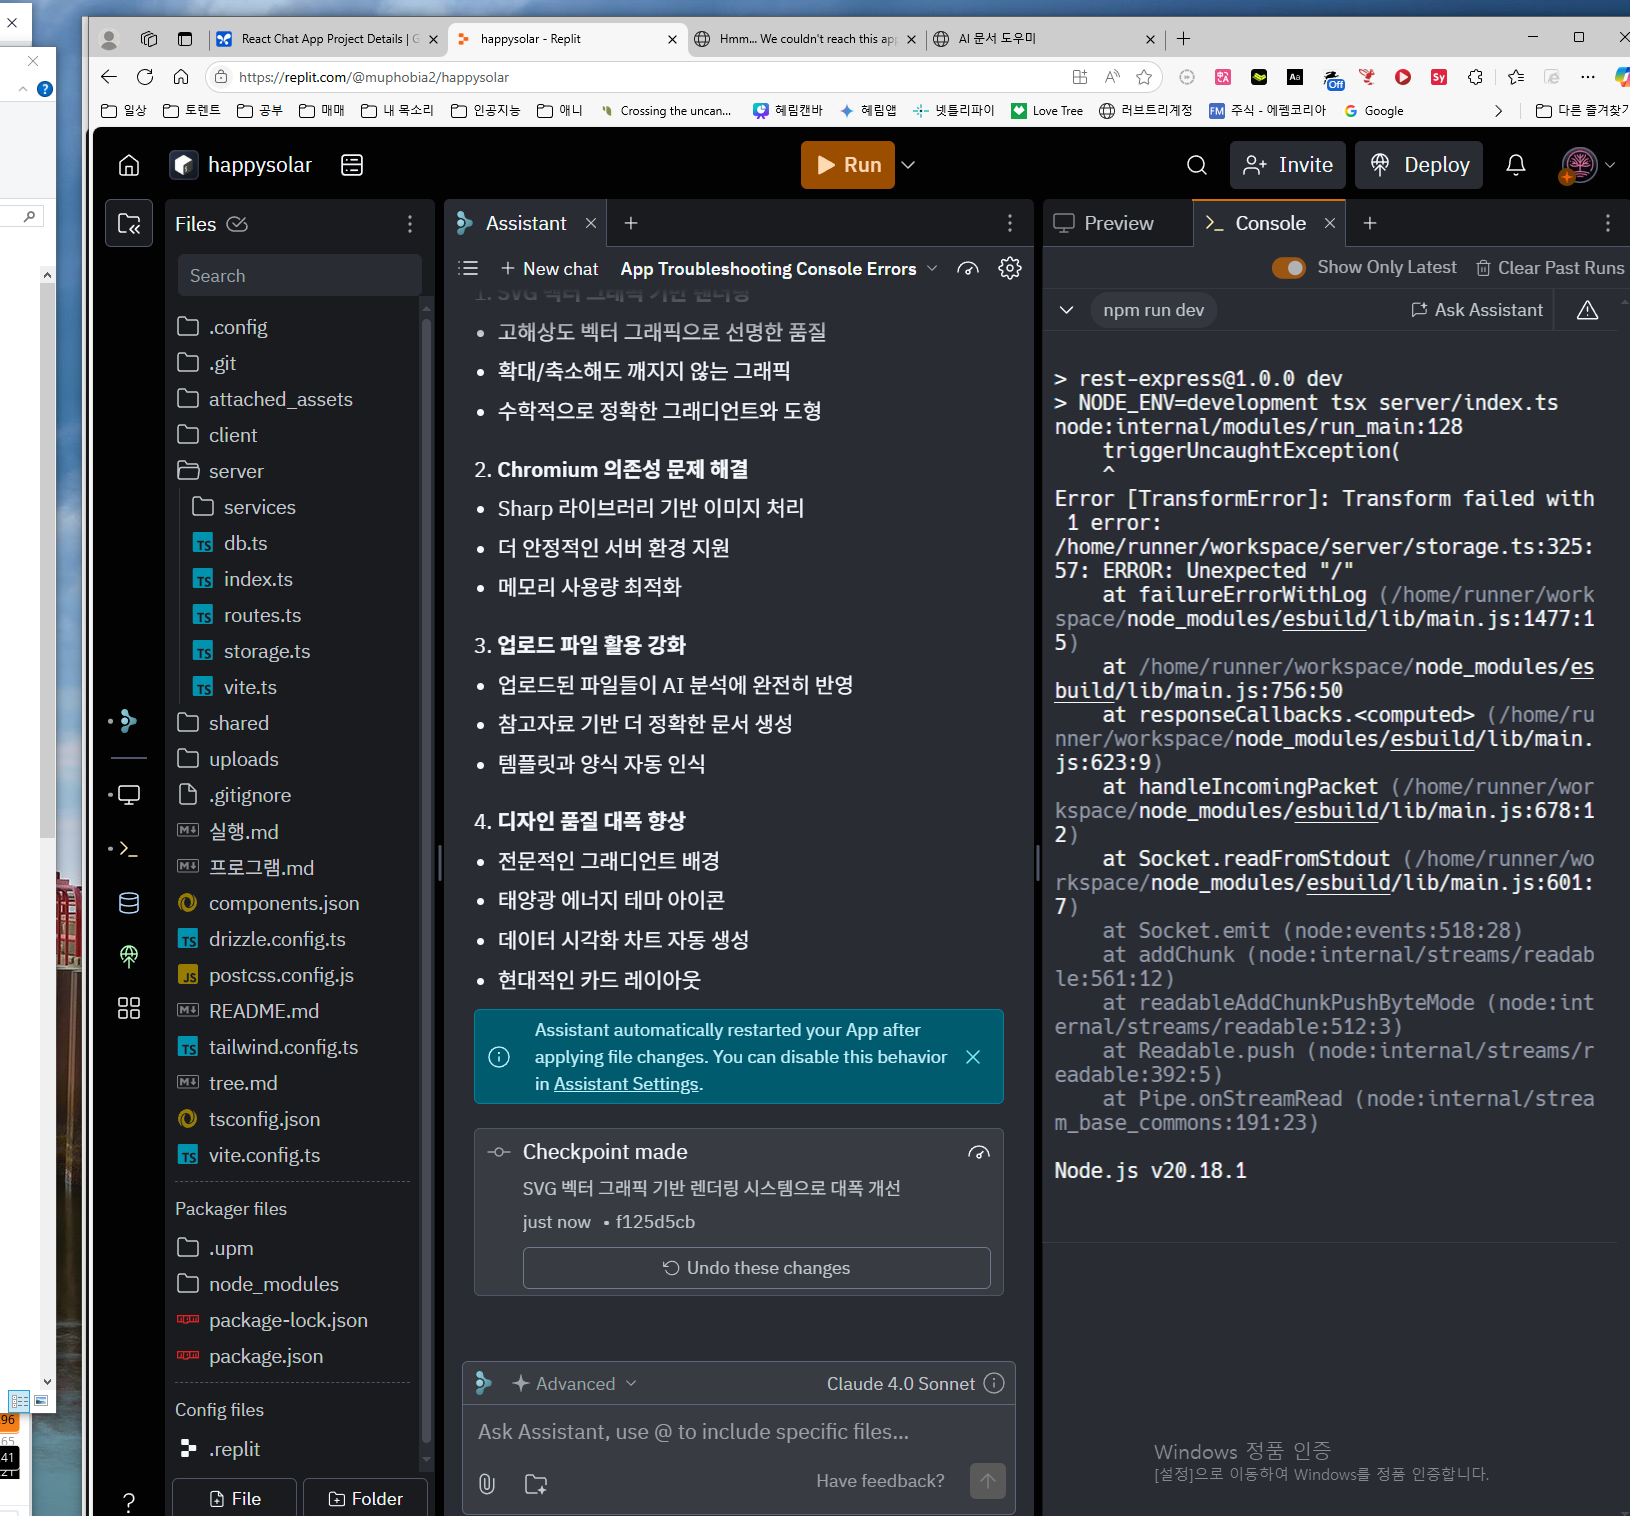 React Chat App Project Details | G
happysolar - Replit
Hmm... We couldn't reach this ap
AI 문서 도우미
https://replit.com/@muphobia2/happysolar
일상
토렌트
공부
매매
내 목소리
인공지능
애니
Crossing the uncan...
혜림캔바
혜림앱
넷틀리파이
Love Tree
러브트리계정
주식 - 에펨코리아
Google
다른 즐겨찾기
happysolar
Run
Invite
Deploy
Files
Search
.config
.git
attached_assets
client
server
services
db.ts
index.ts
routes.ts
storage.ts
vite.ts
shared
uploads
.gitignore
실행.md
프로그램.md
components.json
drizzle.config.ts
postcss.config.js
README.md
tailwind.config.ts
tree.md
tsconfig.json
vite.config.ts
Packager files
.upm
node_modules
package-lock.json
package.json
Config files
.replit
File
Folder
Assistant
New chat
App Troubleshooting Console Errors
1. SVG 벡터 그래픽 기반 렌더링
• 고해상도 벡터 그래픽으로 선명한 품질
• 확대/축소해도 깨지지 않는 그래픽
• 수학적으로 정확한 그래디언트와 도형
2. Chromium 의존성 문제 해결
• Sharp 라이브러리 기반 이미지 처리
• 더 안정적인 서버 환경 지원
• 메모리 사용량 최적화
3. 업로드 파일 활용 강화
• 업로드된 파일들이 AI 분석에 완전히 반영
• 참고자료 기반 더 정확한 문서 생성
• 템플릿과 양식 자동 인식
4. 디자인 품질 대폭 향상
• 전문적인 그래디언트 배경
• 태양광 에너지 테마 아이콘
• 데이터 시각화 차트 자동 생성
• 현대적인 카드 레이아웃
Assistant automatically restarted your App after
applying file changes. You can disable this behavior
in Assistant Settings.
Checkpoint made
SVG 벡터 그래픽 기반 렌더링 시스템으로 대폭 개선
just now • f125d5cb
Undo these changes
Advanced
Claude 4.0 Sonnet
Ask Assistant, use @ to include specific files...
Have feedback?
Preview
Console
Show Only Latest
Clear Past Runs
npm run dev
Ask Assistant
> rest-express@1.0.0 dev
> NODE_ENV=development tsx server/index.ts
node:internal/modules/run_main:128
triggerUncaughtException(
^
Error [TransformError]: Transform failed with
1 error:
/home/runner/workspace/server/storage.ts:325:
57: ERROR: Unexpected "/"
at failureErrorWithLog (/home/runner/work
space/node_modules/esbuild/lib/main.js:1477:1
5)
at /home/runner/workspace/node_modules/es
build/lib/main.js:756:50
at responseCallbacks.<computed> (/home/ru
nner/workspace/node_modules/esbuild/lib/main.
js:623:9)
at handleIncomingPacket (/home/runner/wor
kspace/node_modules/esbuild/lib/main.js:678:1
2)
at Socket.readFromStdout (/home/runner/wo
rkspace/node_modules/esbuild/lib/main.js:601:
7)
at Socket.emit (node:events:518:28)
at addChunk (node:internal/streams/readab
le:561:12)
at readableAddChunkPushByteMode (node:int
ernal/streams/readable:512:3)
at Readable.push (node:internal/streams/r
eadable:392:5)
at Pipe.onStreamRead (node:internal/strea
m_base_commons:191:23)
Node.js v20.18.1
Windows 정품 인증
[설정]으로 이동하여 Windows를 정품 인증합니다.
96
65
41
21